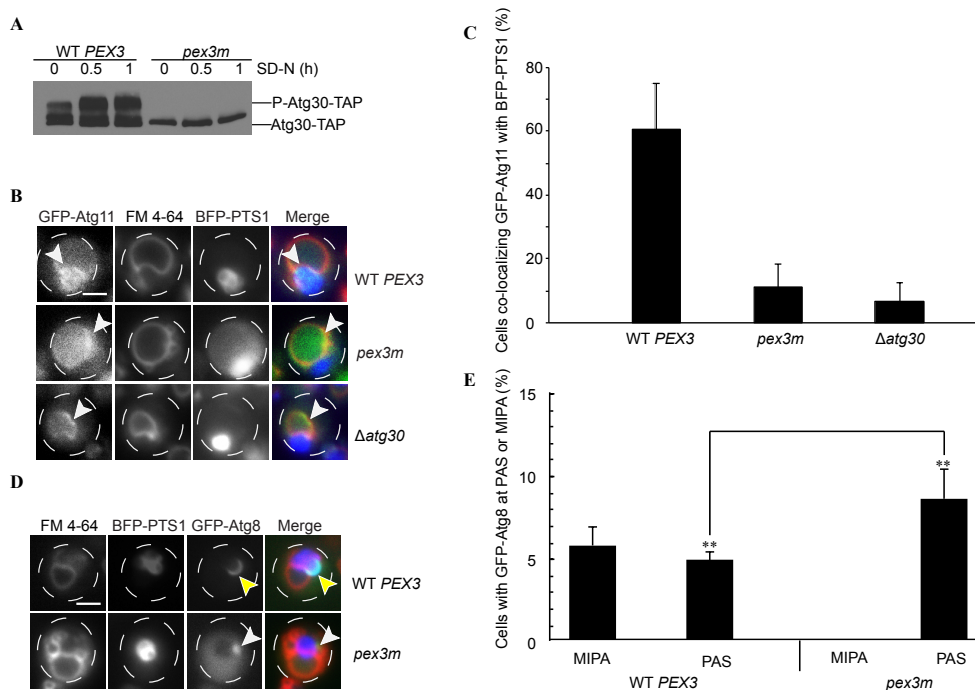 A
WT PEX3 pex3m
0 0.5 1 0 0.5 1 SD-N (h)
P-Atg30-TAP
Atg30-TAP
B
GFP-Atg11 FM 4-64 BFP-PTS1 Merge
WT PEX3
pex3m
Δatg30
C
Cells co-localizing GFP-Atg11 with BFP-PTS1 (%)
80
60
40
20
0
WT PEX3 pex3m Δatg30
D
FM 4-64 BFP-PTS1 GFP-Atg8 Merge
WT PEX3
pex3m
E
Cells with GFP-Atg8 at PAS or MIPA (%)
15
10
5
0
**
**
MIPA PAS MIPA PAS
WT PEX3 pex3m